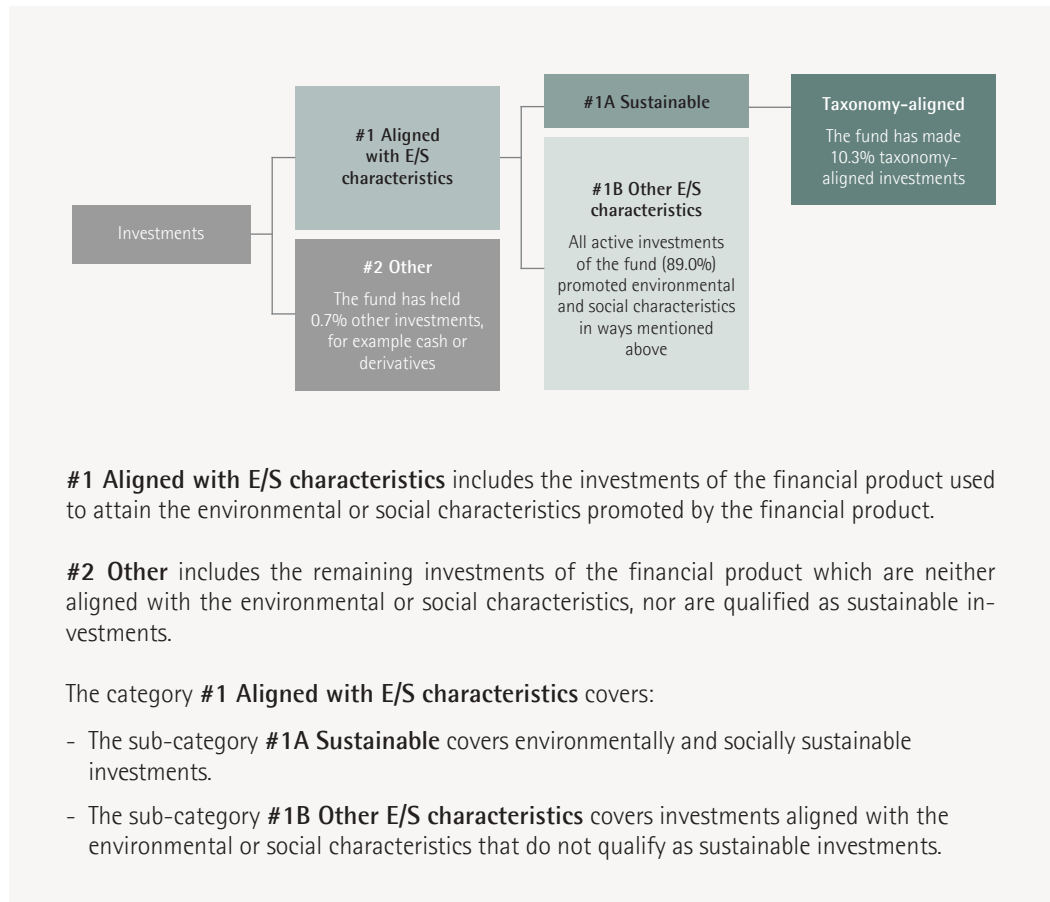 Investments
#1 Aligned
with E/S
characteristics
#2 Other
The fund has held
0.7% other investments,
for example cash or
derivatives
#1A Sustainable
#1B Other E/S
characteristics
All active investments
of the fund (89.0%)
promoted environmental
and social characteristics
in ways mentioned
above
Taxonomy-aligned
The fund has made
10.3% taxonomy-
aligned investments
#1 Aligned with E/S characteristics includes the investments of the financial product used
to attain the environmental or social characteristics promoted by the financial product.
#2 Other includes the remaining investments of the financial product which are neither
aligned with the environmental or social characteristics, nor are qualified as sustainable in-
vestments.
The category #1 Aligned with E/S characteristics covers:
- The sub-category #1A Sustainable covers environmentally and socially sustainable
investments.
- The sub-category #1B Other E/S characteristics covers investments aligned with the
environmental or social characteristics that do not qualify as sustainable investments.